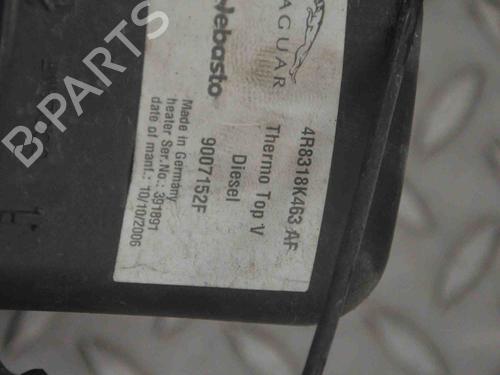 JAGUAR
Webasto
4R8318K463 AF
Thermo Top V
Diesel
9007152F
Made in Germany
heater Ser.No.: 391891
date of manf.: 10/10/2006
B-PARTS